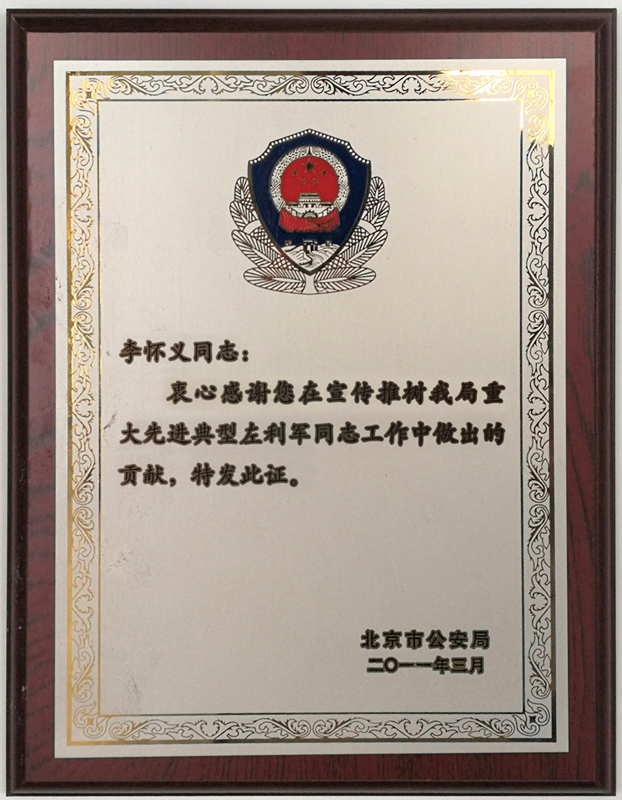 李怀义同志：
衷心感谢您在宣传推树我局重
大先进典型左利军同志工作中做出的
贡献，特发此证。
北京市公安局
二〇一一年三月